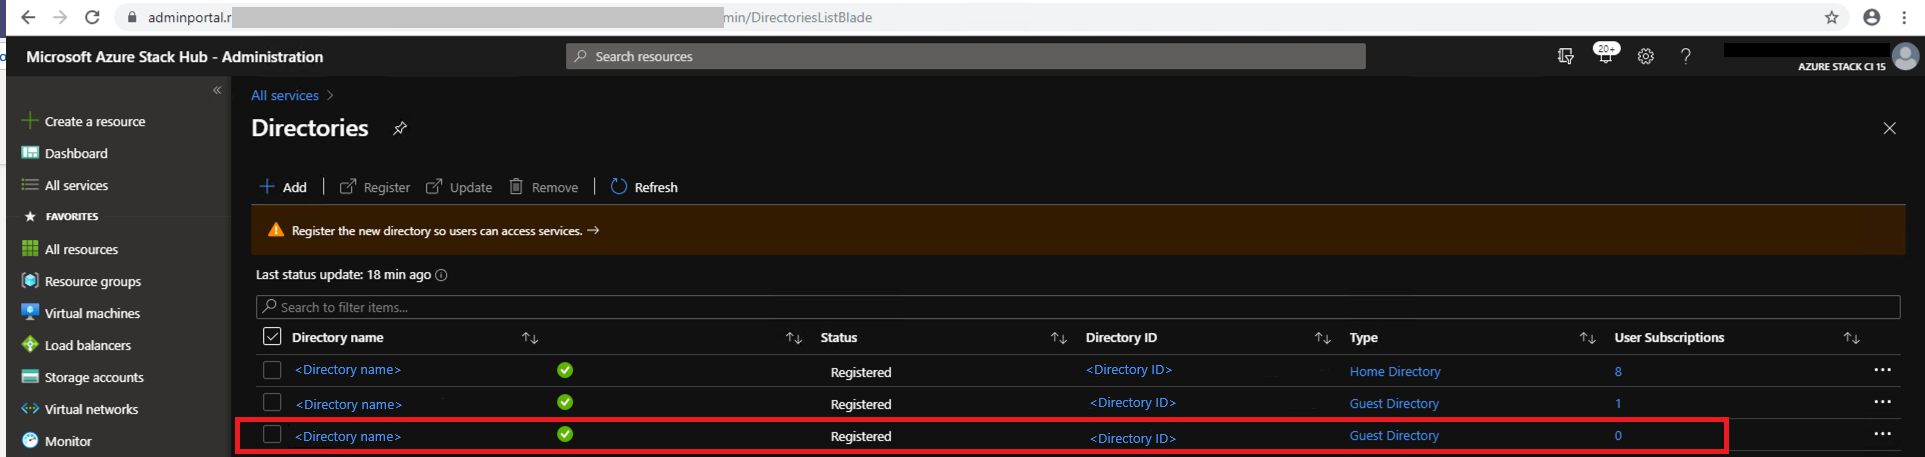 adminportal.r min/DirectoriesListBlade
Microsoft Azure Stack Hub - Administration
Search resources
20+
?
AZURE STACK CI 15
«
All services >
Directories
Create a resource
Dashboard
All services
FAVORITES
All resources
Resource groups
Virtual machines
Load balancers
Storage accounts
Virtual networks
Monitor
Add | Register Update Remove | Refresh
Register the new directory so users can access services. →
Last status update: 18 min ago
Search to filter items...
Directory name Status Directory ID Type User Subscriptions
<Directory name> Registered <Directory ID> Home Directory 8 ...
<Directory name> Registered <Directory ID> Guest Directory 1 ...
<Directory name> Registered <Directory ID> Guest Directory 0 ...